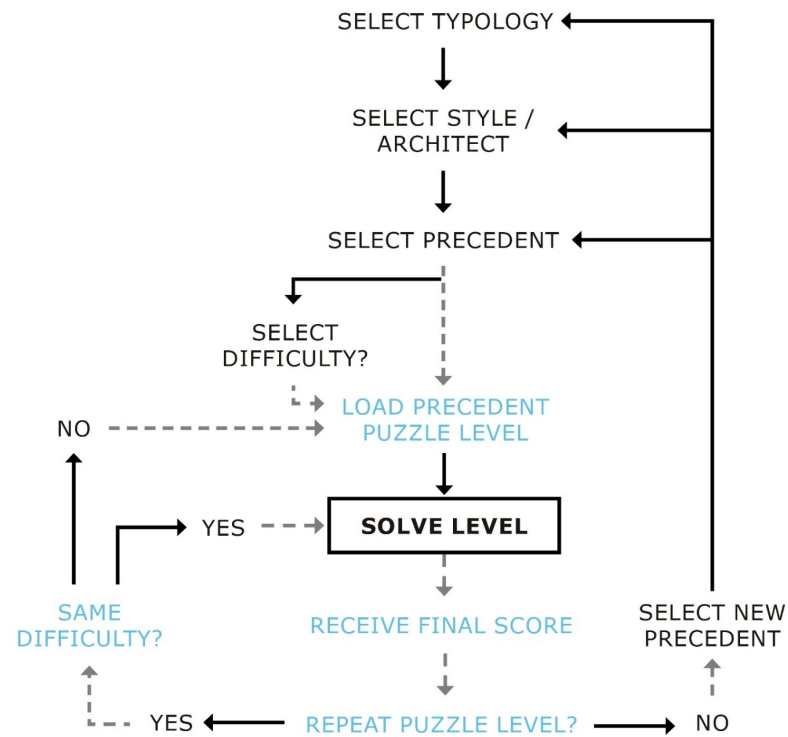 SELECT TYPOLOGY
SELECT STYLE /
ARCHITECT
SELECT PRECEDENT
SELECT
DIFFICULTY?
LOAD PRECEDENT
PUZZLE LEVEL
NO
YES
SOLVE LEVEL
SAME
DIFFICULTY?
RECEIVE FINAL SCORE
SELECT NEW
PRECEDENT
YES
REPEAT PUZZLE LEVEL?
NO